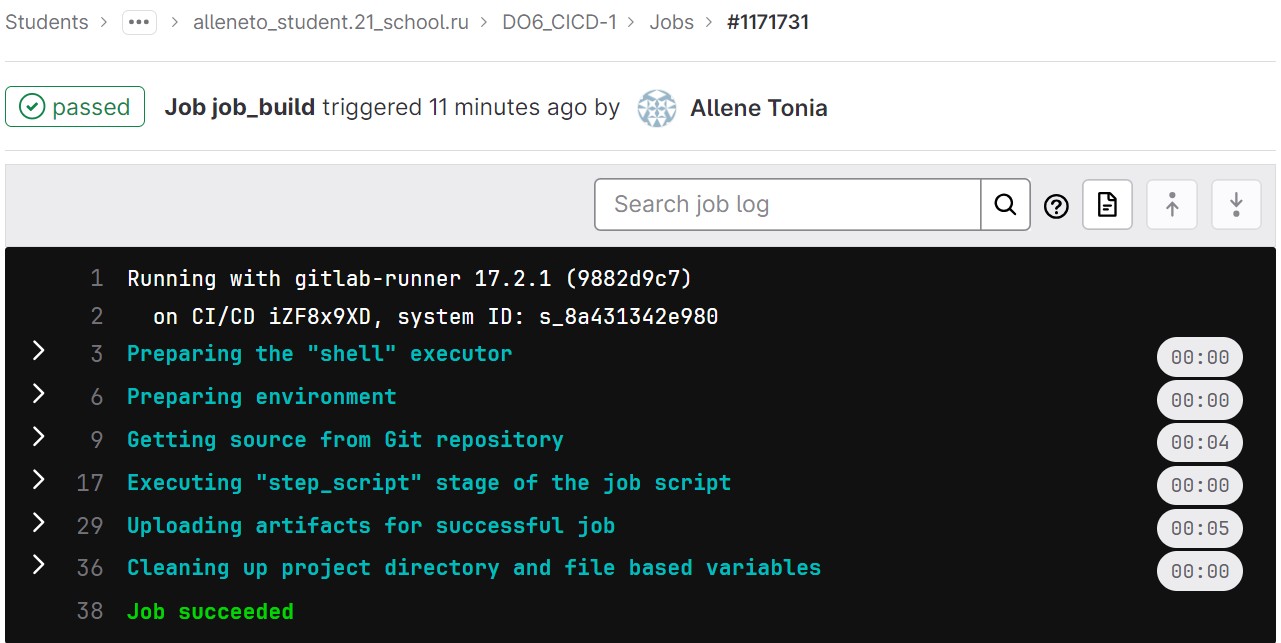 Students > ••• > alleneto_student.21_school.ru > DO6_CICD-1 > Jobs > #1171731
passed Job job_build triggered 11 minutes ago by Allene Tonia
Search job log
1 Running with gitlab-runner 17.2.1 (9882d9c7)
2 on CI/CD iZF8x9XD, system ID: s_8a431342e980
3 Preparing the "shell" executor 00:00
6 Preparing environment 00:00
9 Getting source from Git repository 00:04
17 Executing "step_script" stage of the job script 00:00
29 Uploading artifacts for successful job 00:05
36 Cleaning up project directory and file based variables 00:00
38 Job succeeded